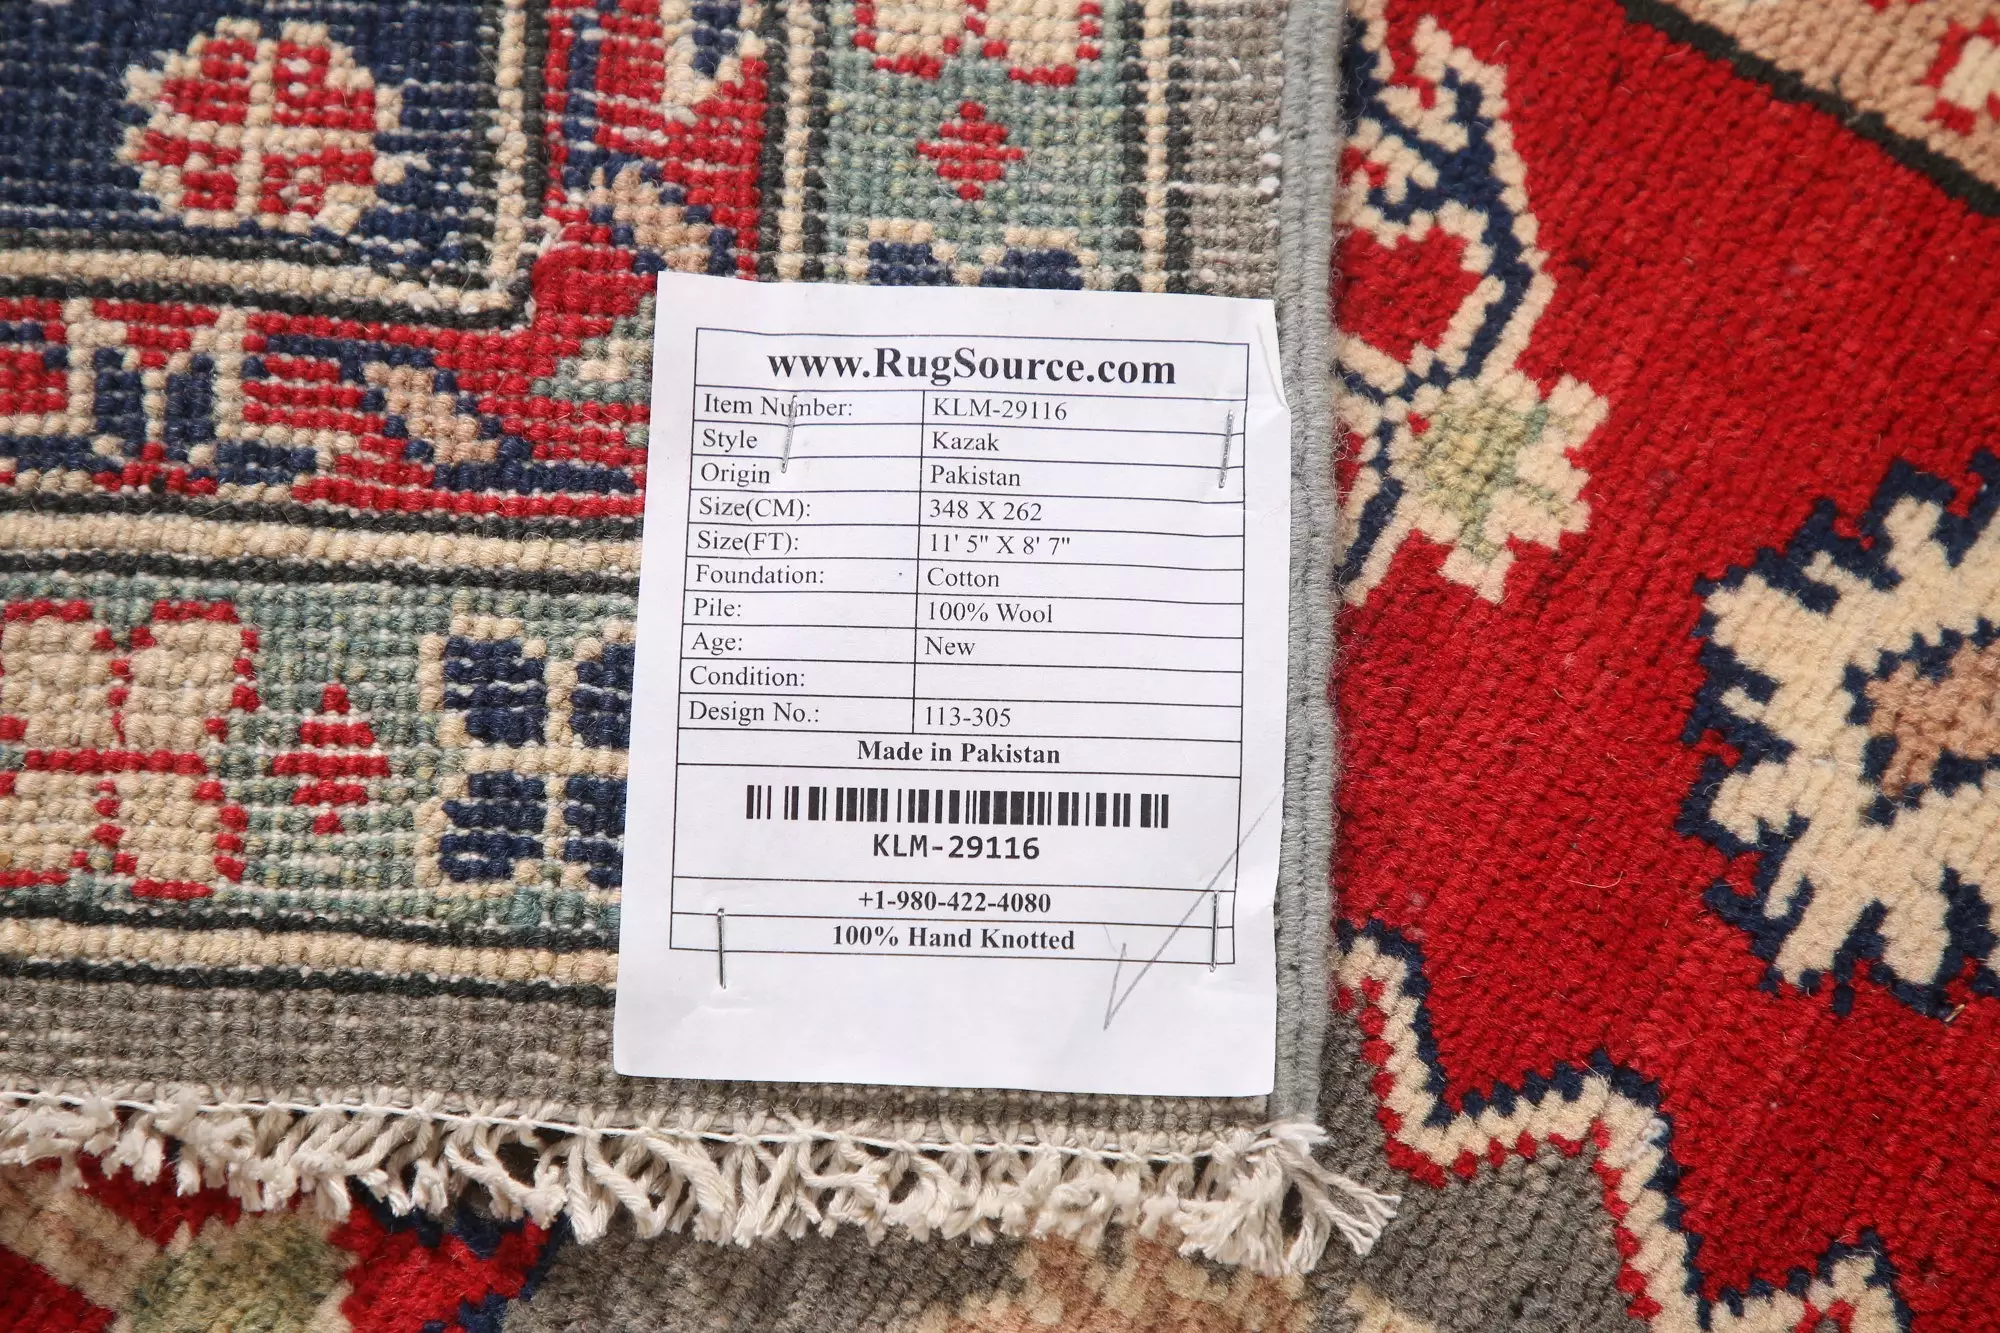 www.RugSource.com
Item Number: KLM-29116
Style Kazak
Origin Pakistan
Size(CM): 348 X 262
Size(FT): 11' 5" X 8' 7"
Foundation: Cotton
Pile: 100% Wool
Age: New
Condition:
Design No.: 113-305
Made in Pakistan
KLM-29116
+1-980-422-4080
100% Hand Knotted